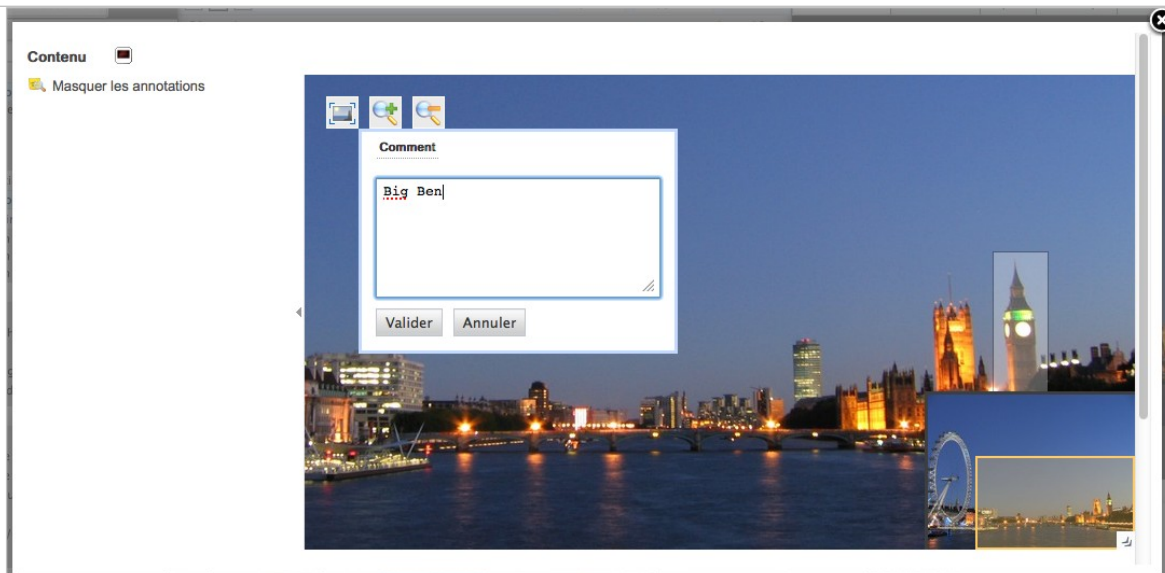 Contenu
Masquer les annotations
Comment
Big Ben
Valider Annuler